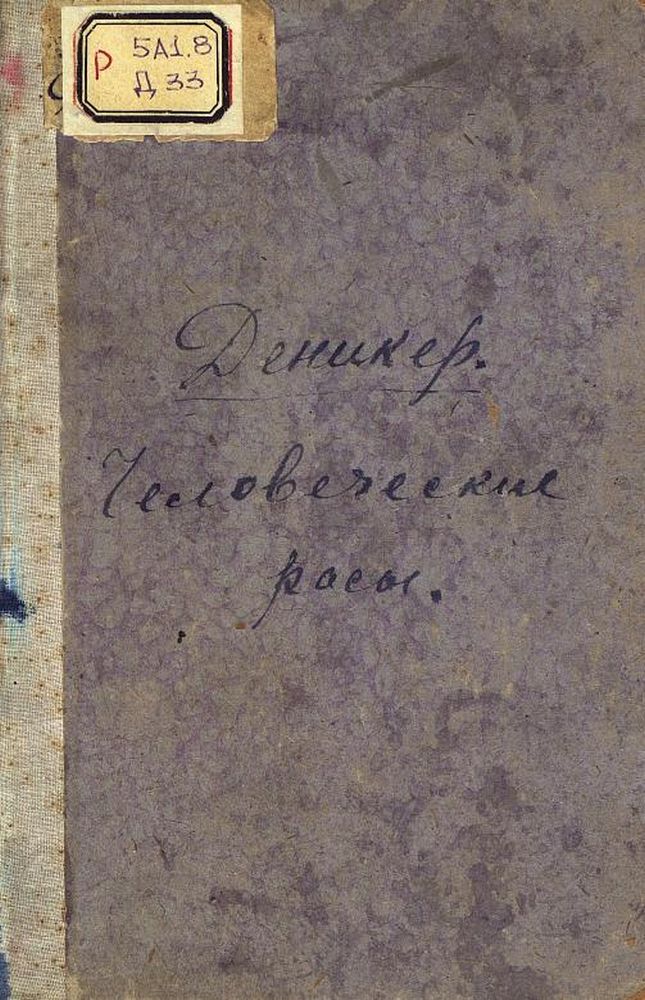 Р 5А1.8
Д 33
Деникер.
Человеческие
расы.